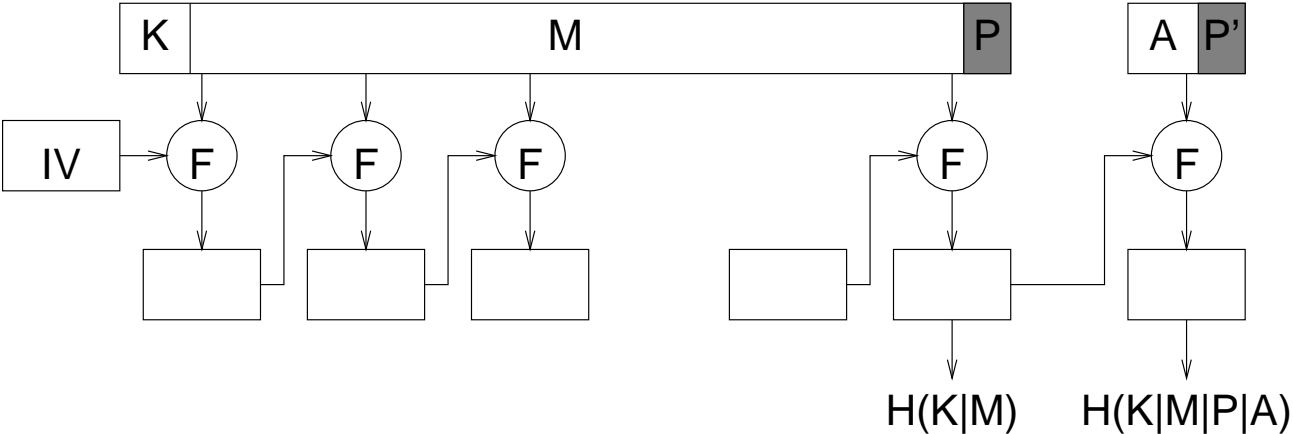 K M P A P’
IV F F F F F
H(K|M) H(K|M|P|A)